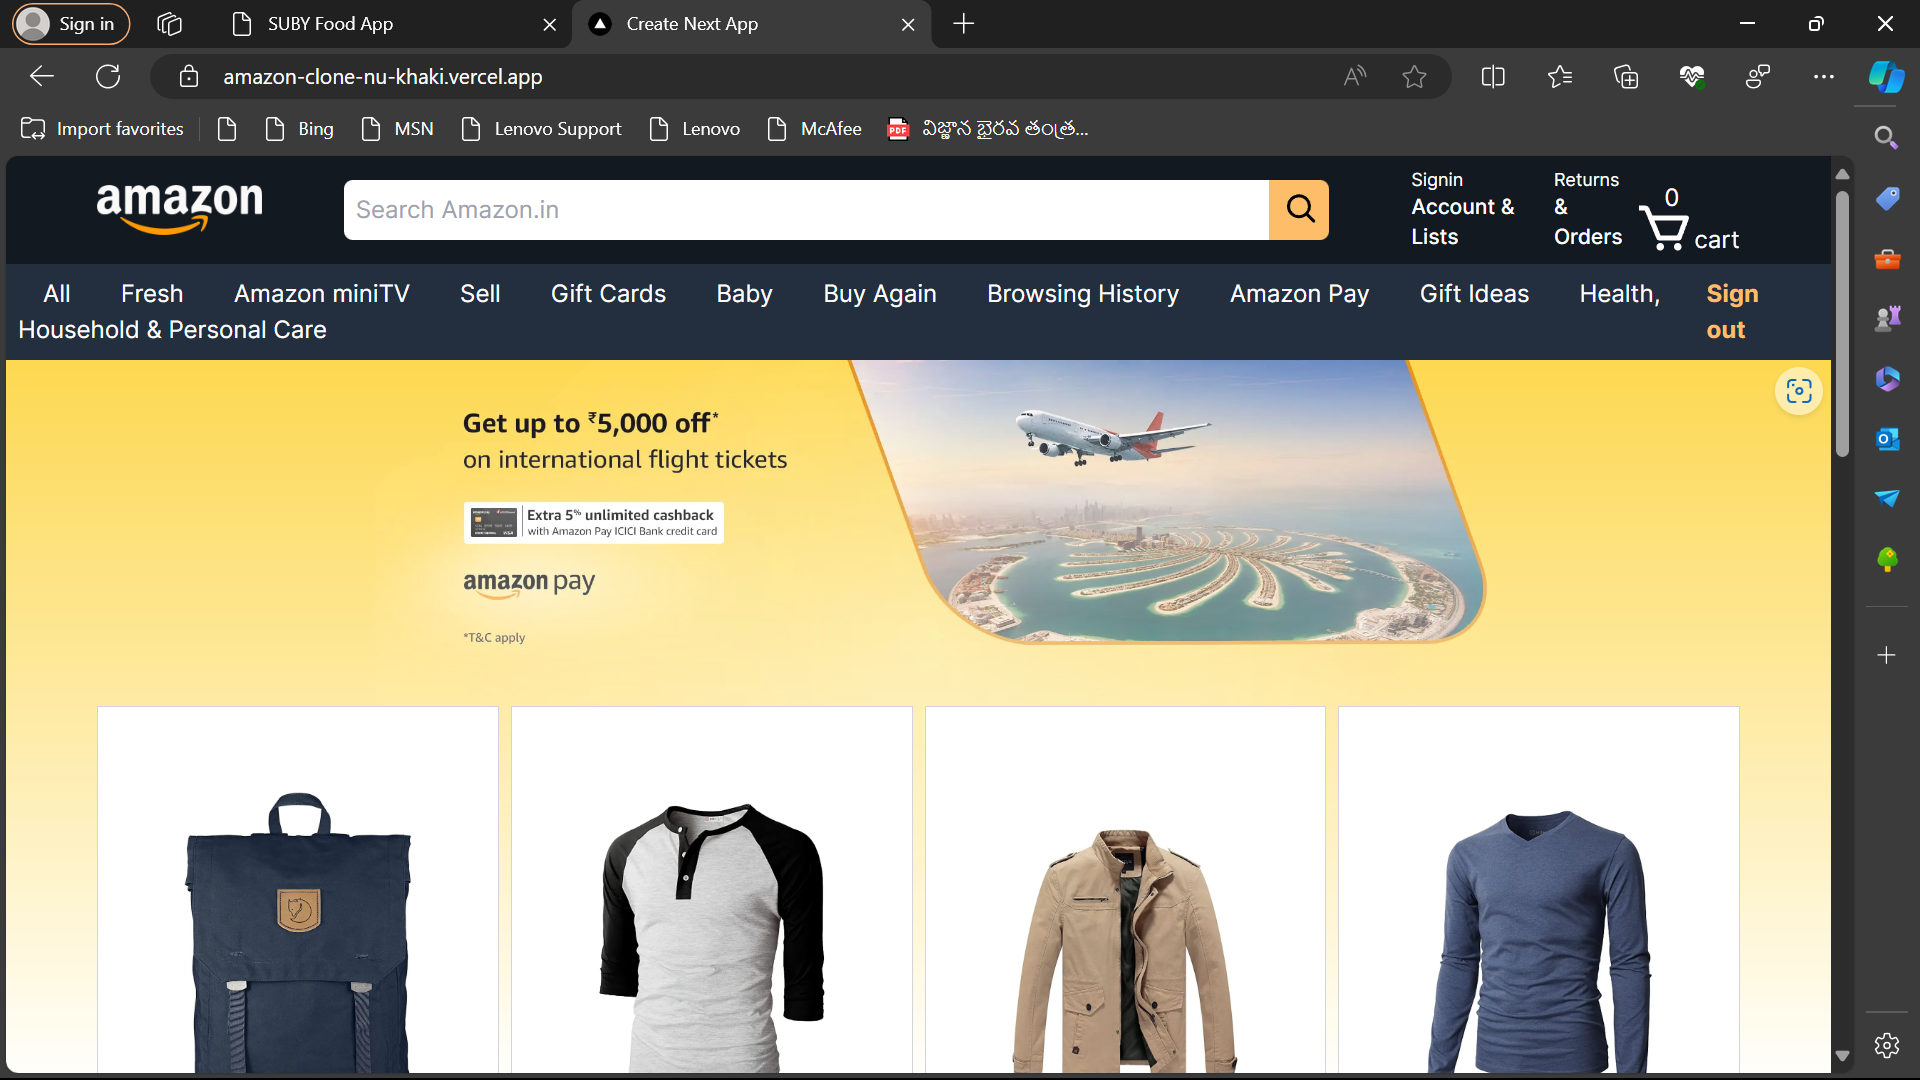 Sign in
SUBY Food App
Create Next App
amazon-clone-nu-khaki.vercel.app
Import favorites
Bing
MSN
Lenovo Support
Lenovo
McAfee
PDF
విజ్ఞాన భైరవ తంత్ర...
amazon
Search Amazon.in
Signin
Account &
Lists
Returns
&
Orders
0
cart
All Fresh Amazon miniTV Sell Gift Cards Baby Buy Again Browsing History Amazon Pay Gift Ideas Health,
Household & Personal Care
Sign
out
Get up to ₹5,000 off*
on international flight tickets
Extra 5% unlimited cashback
with Amazon Pay ICICI Bank credit card
amazon pay
*T&C apply